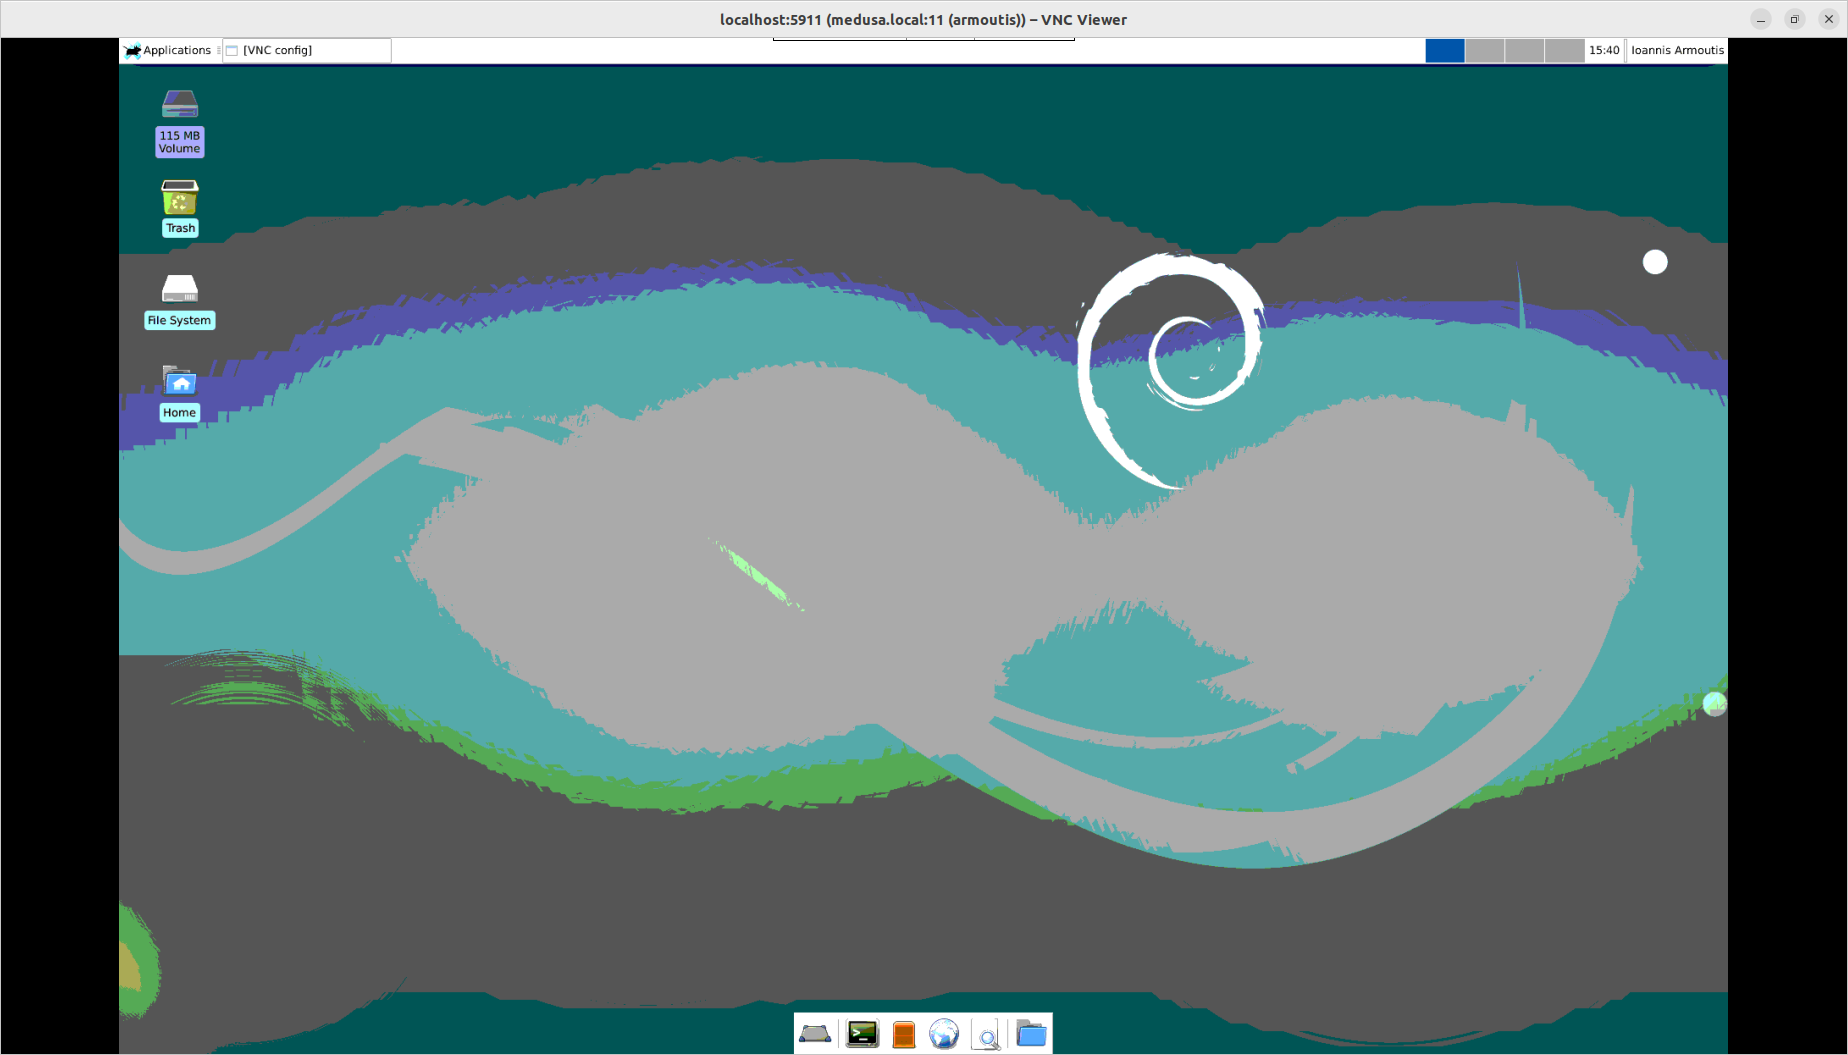 localhost:5911 (medusa.local:11 (armoutis)) – VNC Viewer
Applications [VNC config] 15:40 Ioannis Armoutis
115 MB
Volume
Trash
File System
Home